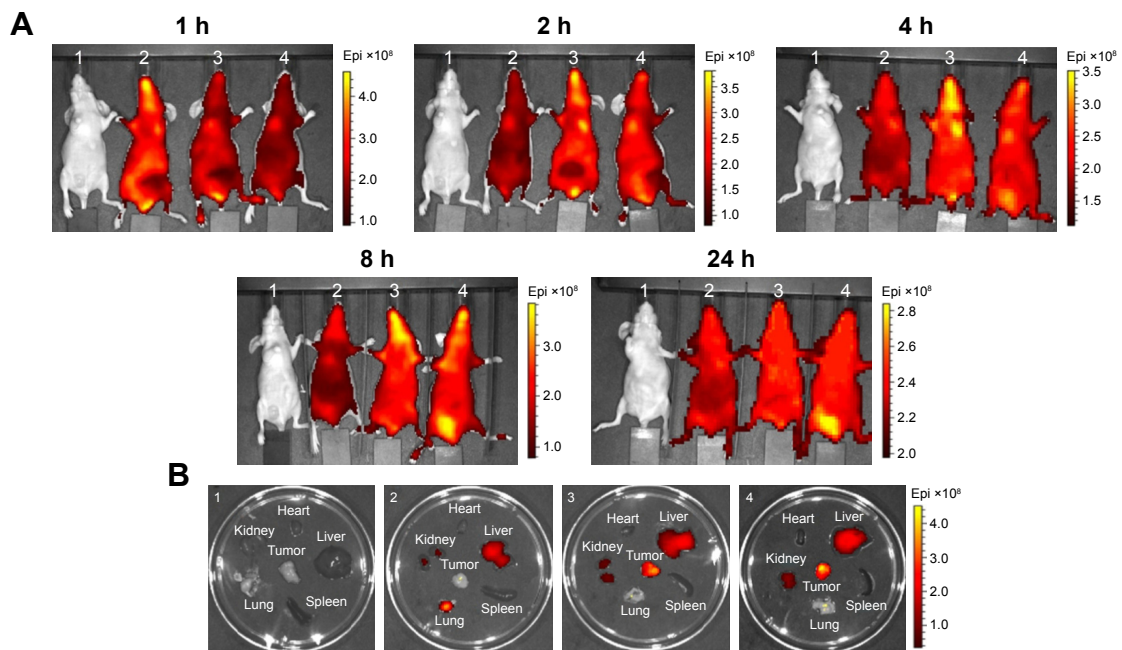 A
1 h
2 h
4 h
1 2 3 4
Epi ×10⁸
4.0
3.0
2.0
1.0
1 2 3 4
Epi ×10⁸
3.5
3.0
2.5
2.0
1.5
1.0
1 2 3 4
Epi ×10⁸
3.5
3.0
2.5
2.0
1.5
8 h
24 h
1 2 3 4
Epi ×10⁸
3.0
2.0
1.0
1 2 3 4
Epi ×10⁸
2.8
2.6
2.4
2.2
2.0
B
1
Heart
Kidney
Liver
Tumor
Lung
Spleen
2
Heart
Liver
Kidney
Tumor
Spleen
Lung
3
Heart
Liver
Kidney
Tumor
Lung
Spleen
4
Heart
Liver
Kidney
Tumor
Spleen
Lung
Epi ×10⁸
4.0
3.0
2.0
1.0